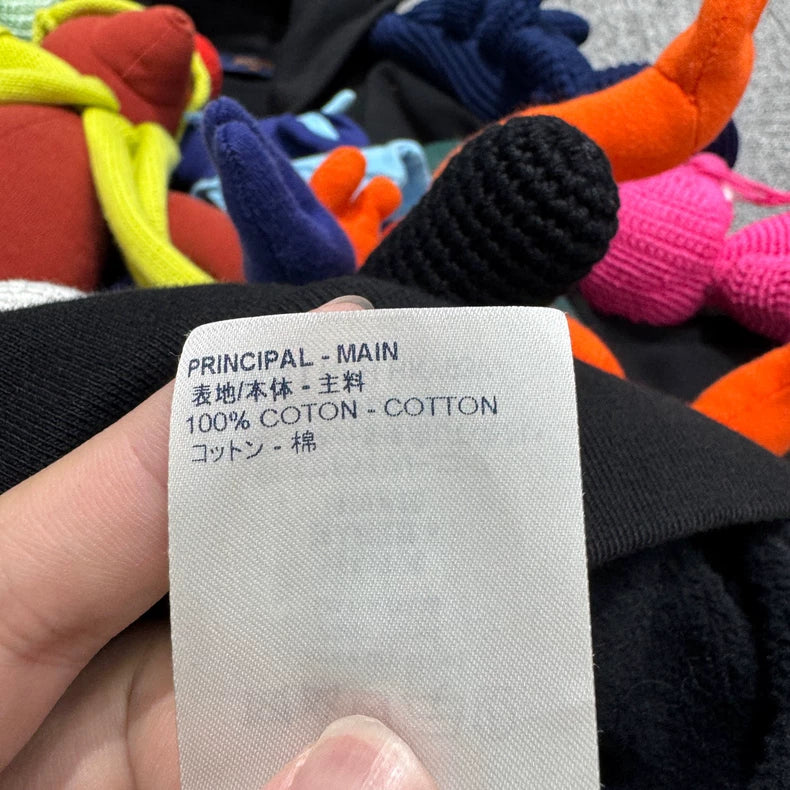 PRINCIPAL - MAIN
表地/本体 - 主料
100% COTON - COTTON
コットン - 棉